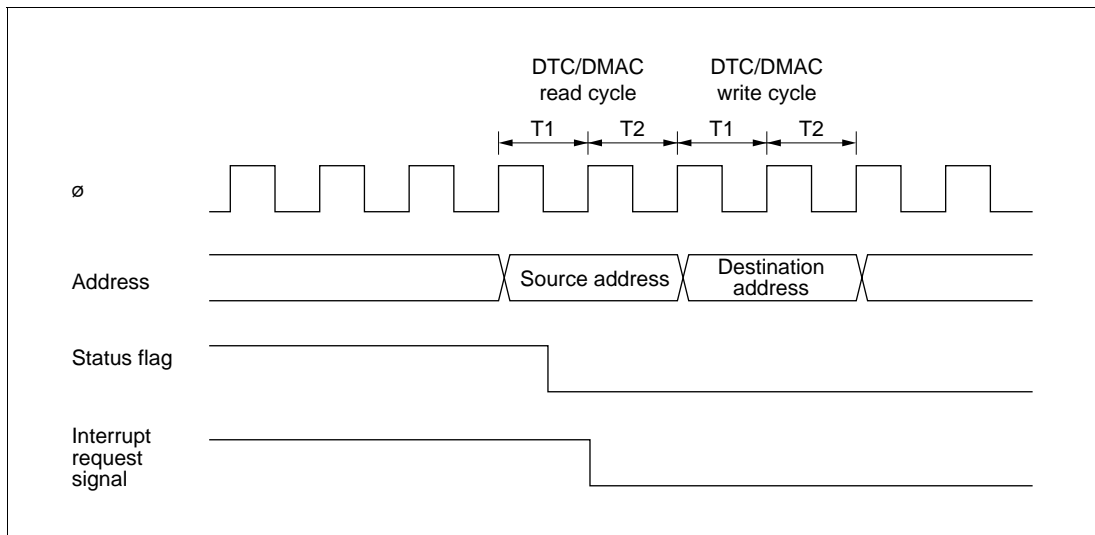 DTC/DMAC DTC/DMAC
read cycle write cycle
T1 T2 T1 T2
ø
Address
Source address
Destination
address
Status flag
Interrupt
request
signal